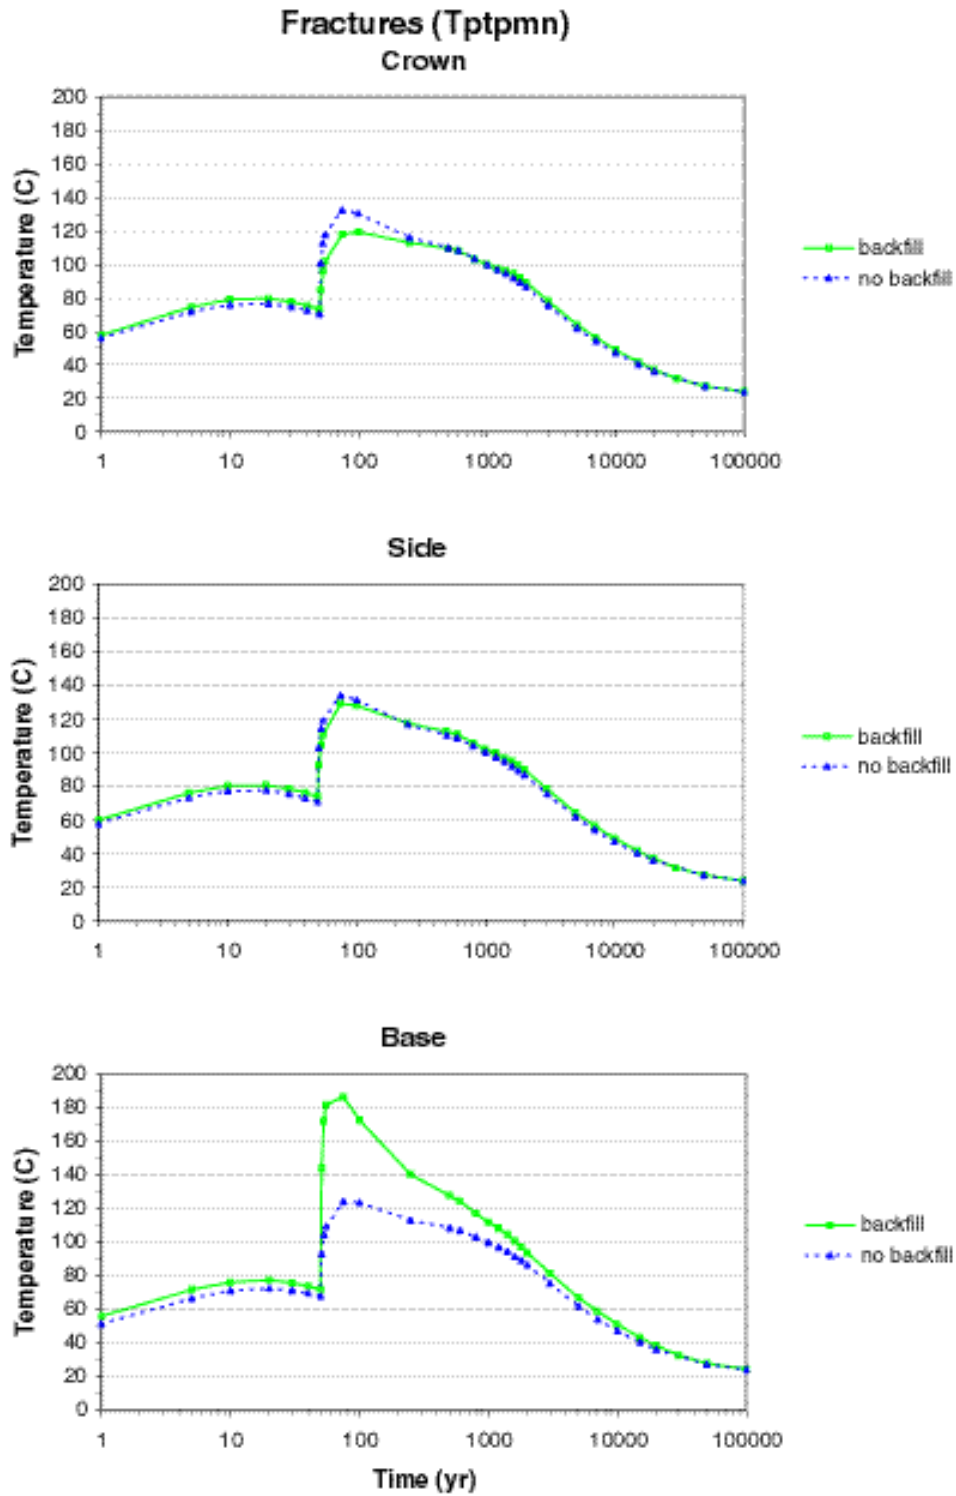 Fractures (Tptpmn)
Crown
200
180
160
140
120
100
80
60
40
20
0
Temperature (C)
1 10 100 1000 10000 100000
backfill
no backfill
Side
200
180
160
140
120
100
80
60
40
20
0
Temperature (C)
1 10 100 1000 10000 100000
backfill
no backfill
Base
200
180
160
140
120
100
80
60
40
20
0
Temperature (C)
1 10 100 1000 10000 100000
Time (yr)
backfill
no backfill